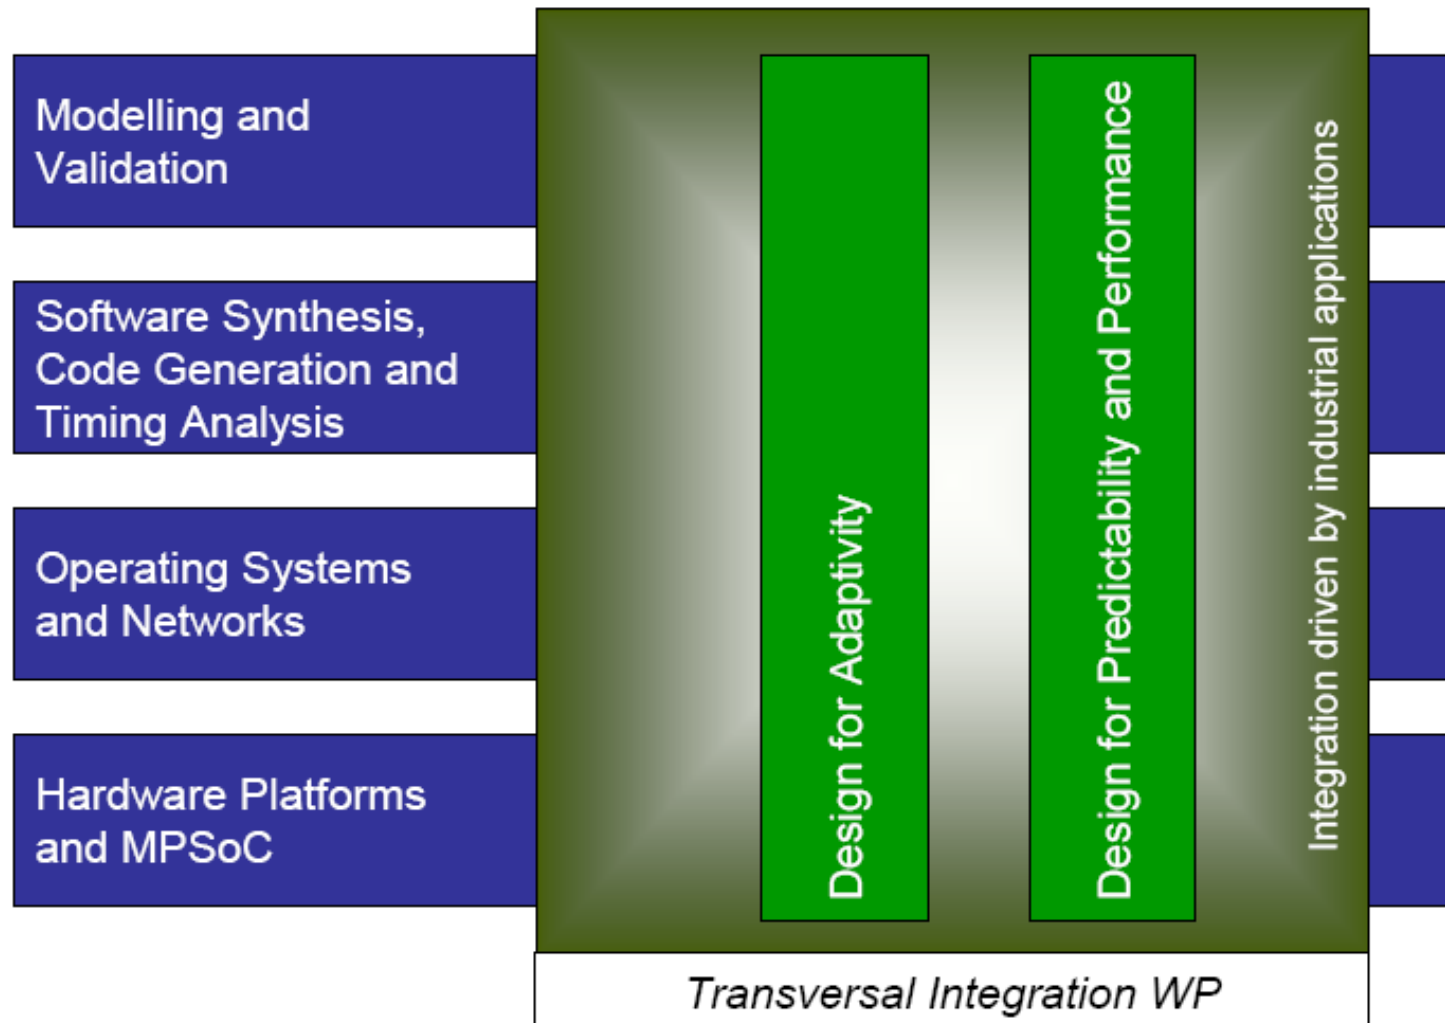 Modelling and
Validation
Software Synthesis,
Code Generation and
Timing Analysis
Operating Systems
and Networks
Hardware Platforms
and MPSoC
Design for Adaptivity
Design for Predictability and Performance
Integration driven by industrial applications
Transversal Integration WP